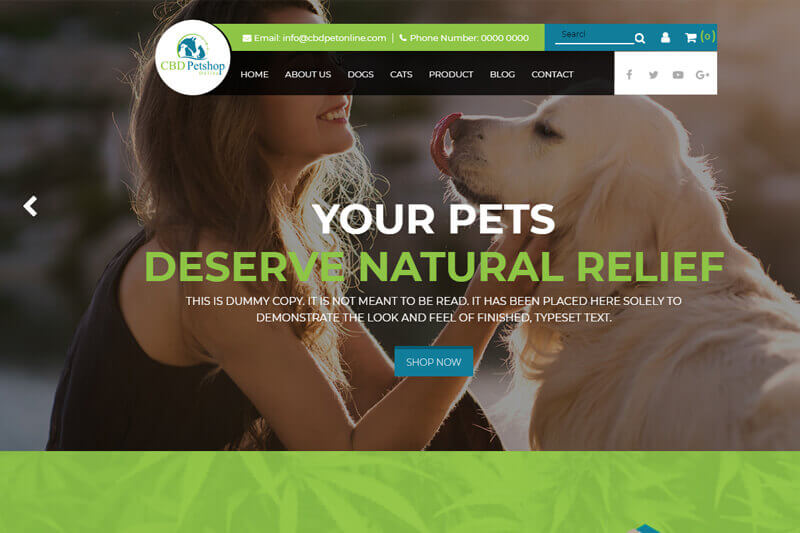 Email: info@cbdpetonline.com | Phone Number: 0000 0000
Searcl
(0)
CBD Petshop
Online
HOME ABOUT US DOGS CATS PRODUCT BLOG CONTACT
YOUR PETS
DESERVE NATURAL RELIEF
THIS IS DUMMY COPY. IT IS NOT MEANT TO BE READ. IT HAS BEEN PLACED HERE SOLELY TO
DEMONSTRATE THE LOOK AND FEEL OF FINISHED, TYPESET TEXT.
SHOP NOW